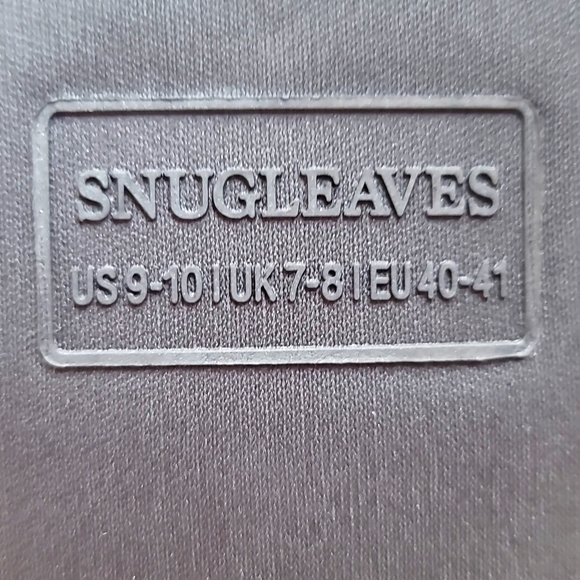 SNUGLEAVES
US 9-10 | UK 7-8 | EU 40-41